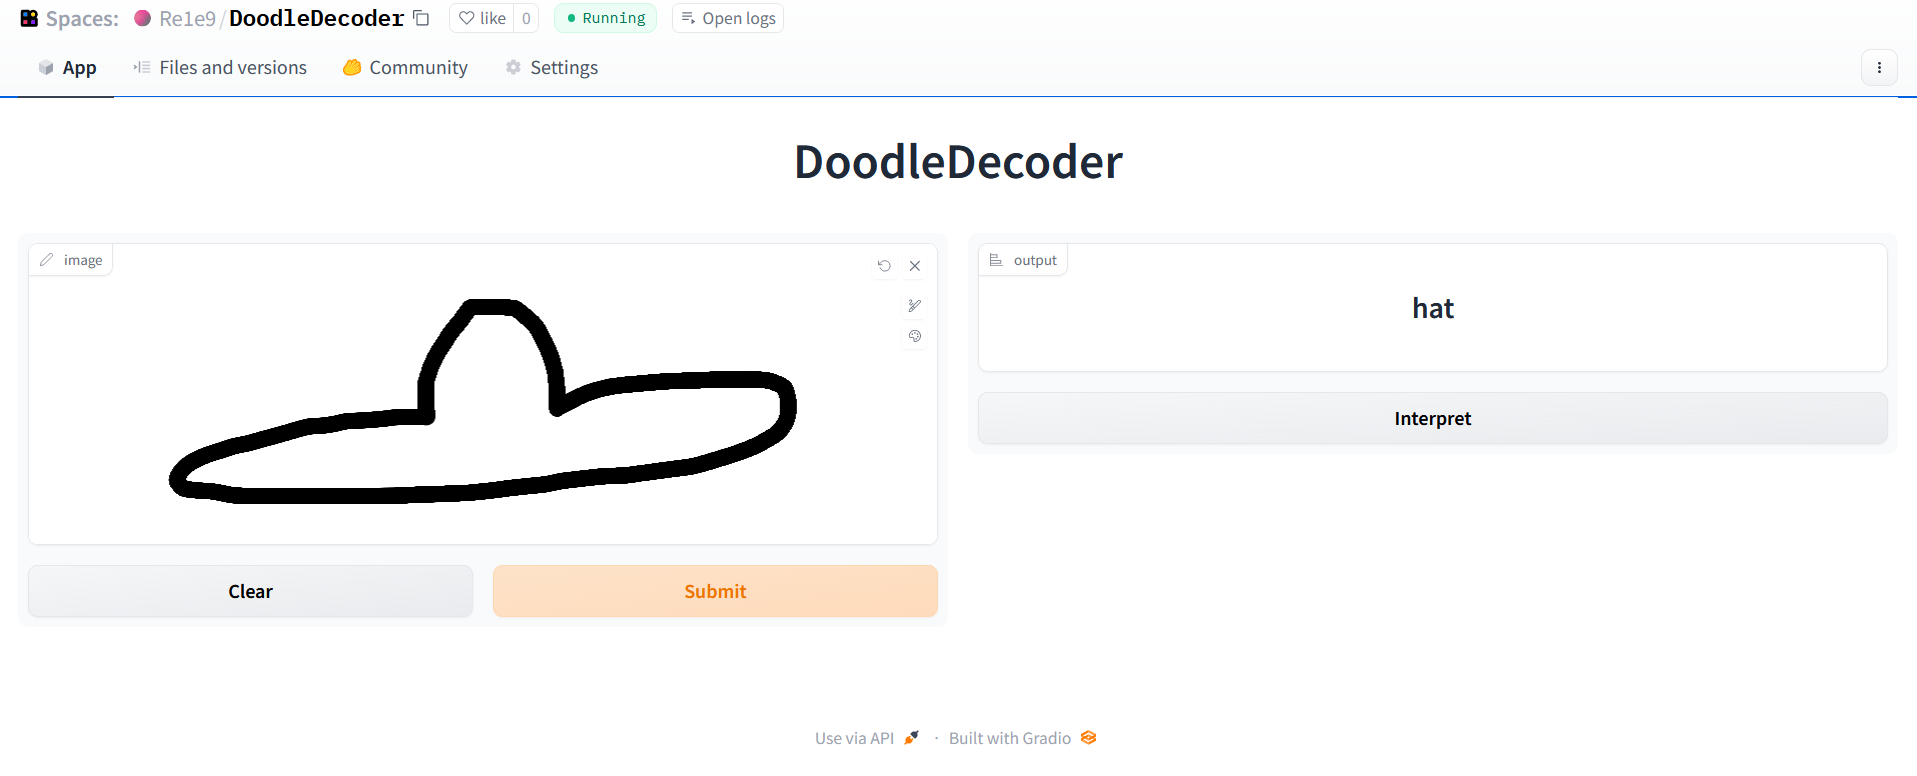 Spaces: Re1e9/DoodleDecoder like 0 Running Open logs
App Files and versions Community Settings
DoodleDecoder
image
output
hat
Interpret
Clear Submit
Use via API · Built with Gradio